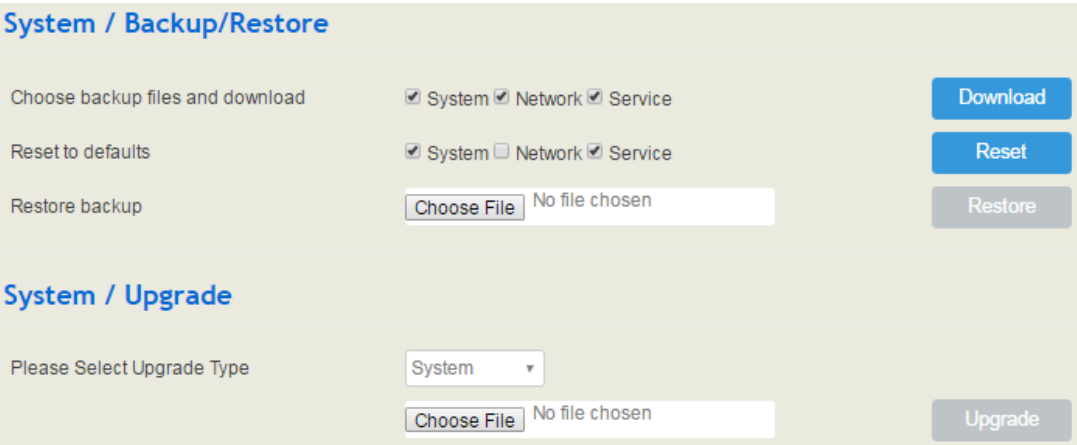 System / Backup/Restore
Choose backup files and download System Network Service Download
Reset to defaults System Network Service Reset
Restore backup Choose File No file chosen Restore
System / Upgrade
Please Select Upgrade Type System
Choose File No file chosen Upgrade